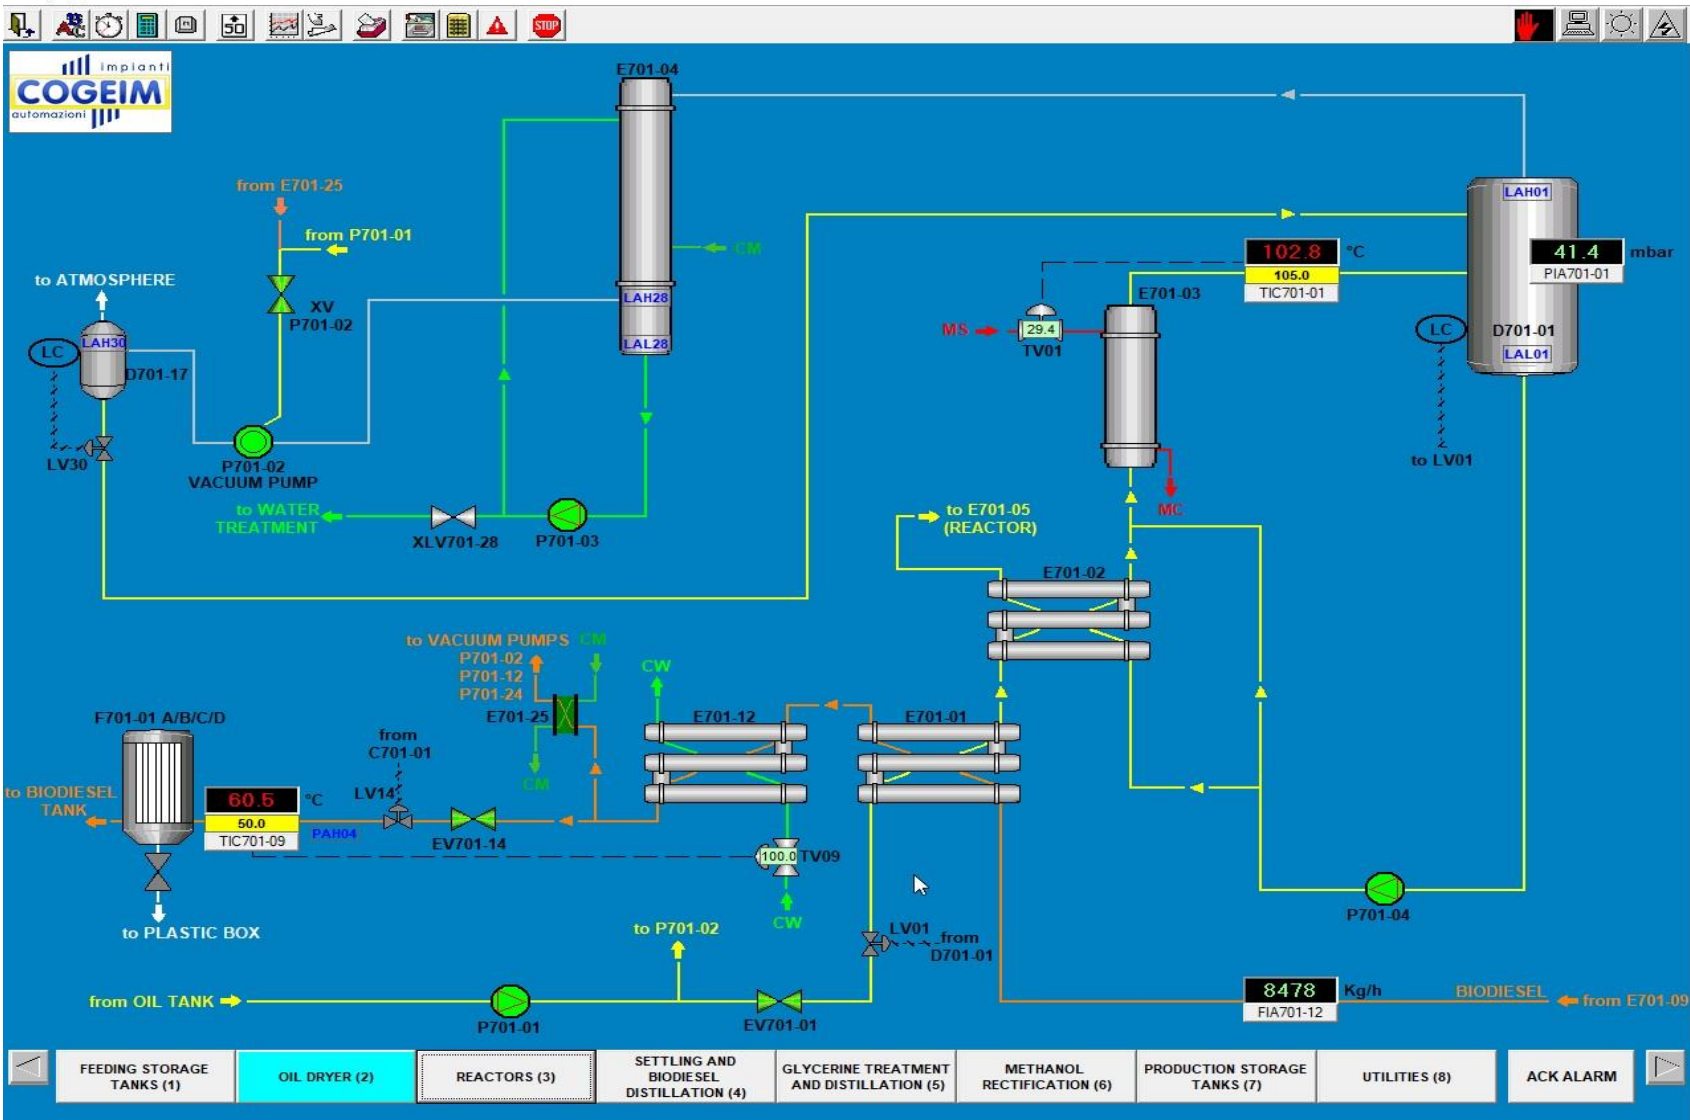 STOP
impianti
COGEIM
automazioni
E701-04
from E701-25
from P701-01
to ATMOSPHERE
XV
P701-02
LAH30
LC
D701-17
LV30
P701-02
VACUUM PUMP
to WATER
TREATMENT
XLV701-28
P701-03
CM
LAH28
LAL28
LAH01
102.8 °C
105.0
TIC701-01
41.4 mbar
PIA701-01
E701-03
MS
29.4
TV01
LC
D701-01
LAL01
to LV01
MC
to E701-05
(REACTOR)
E701-02
to VACUUM PUMPS
P701-02
P701-12
P701-24
CM
CW
E701-25
E701-12
E701-01
CM
F701-01 A/B/C/D
from
C701-01
LV14
to BIODIESEL
TANK
60.5 °C
50.0
TIC701-09
PAH04
EV701-14
100.0 TV09
CW
to PLASTIC BOX
to P701-02
LV01
from
D701-01
P701-04
from OIL TANK
P701-01
EV701-01
8478 Kg/h
FIA701-12
BIODIESEL
from E701-09
FEEDING STORAGE
TANKS (1)
OIL DRYER (2)
REACTORS (3)
SETTLING AND
BIODIESEL
DISTILLATION (4)
GLYCERINE TREATMENT
AND DISTILLATION (5)
METHANOL
RECTIFICATION (6)
PRODUCTION STORAGE
TANKS (7)
UTILITIES (8)
ACK ALARM